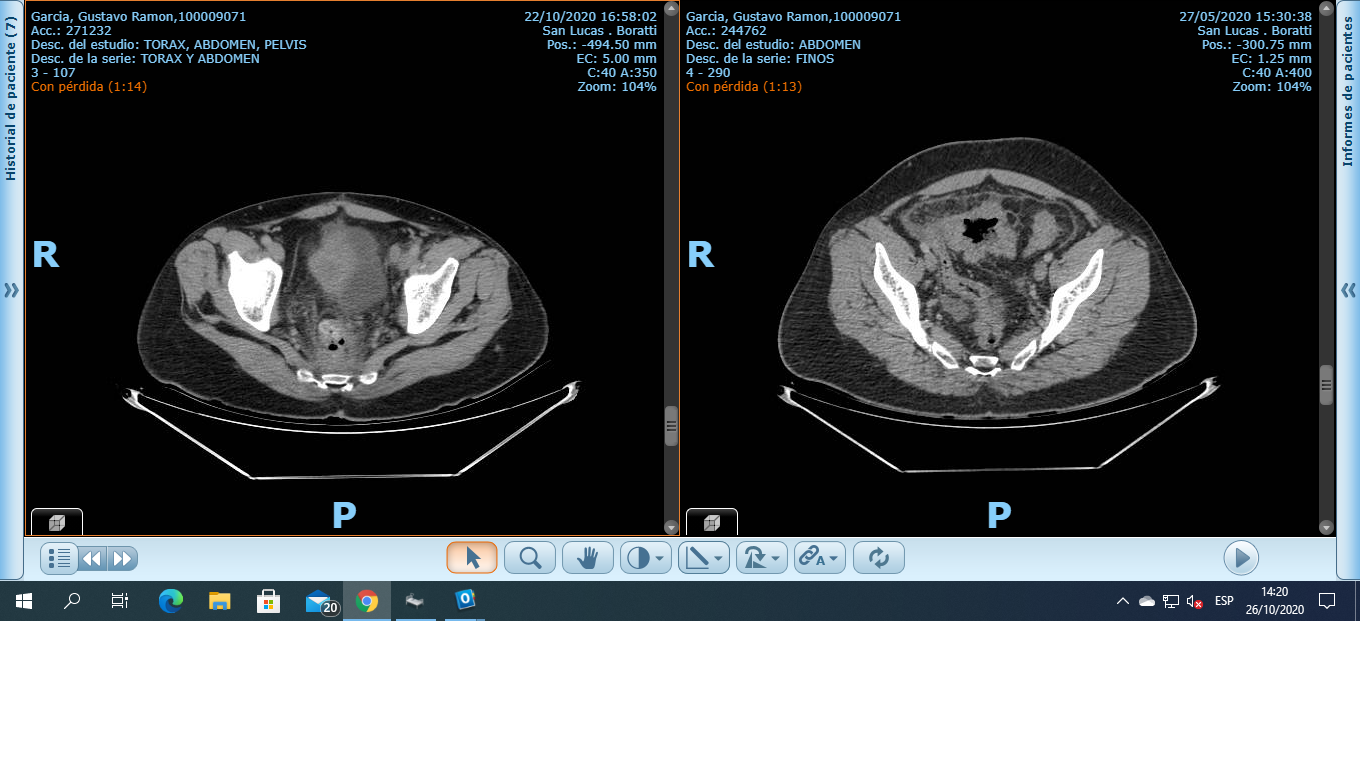 Historial de paciente (7)
Garcia, Gustavo Ramon,100009071
Acc.: 271232
Desc. del estudio: TORAX, ABDOMEN, PELVIS
Desc. de la serie: TORAX Y ABDOMEN
3 - 107
Con pérdida (1:14)
22/10/2020 16:58:02
San Lucas . Boratti
Pos.: -494.50 mm
EC: 5.00 mm
C:40 A:350
Zoom: 104%
R
P
Garcia, Gustavo Ramon,100009071
Acc.: 244762
Desc. del estudio: ABDOMEN
Desc. de la serie: FINOS
4 - 290
Con pérdida (1:13)
27/05/2020 15:30:38
San Lucas . Boratti
Pos.: -300.75 mm
EC: 1.25 mm
C:40 A:400
Zoom: 104%
R
P
Informes de pacientes
A
20
O
ESP
14:20
26/10/2020